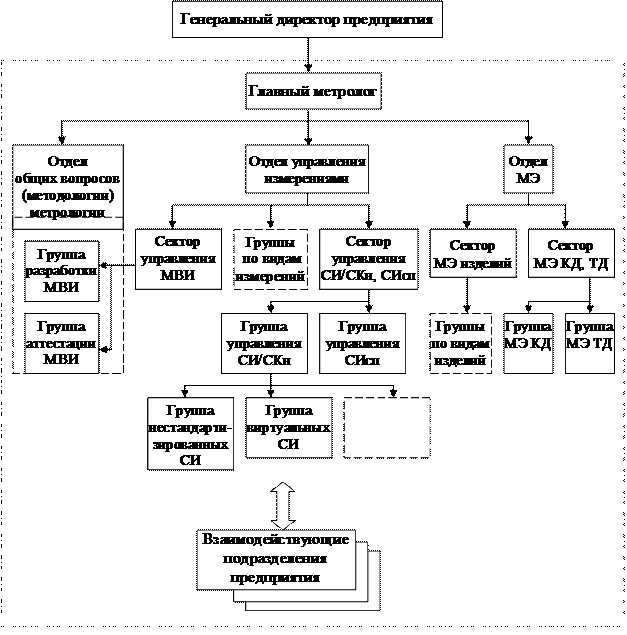 Генеральный директор предприятия
Главный метролог
Отдел
общих вопросов
(методологии)
метрологии
Отдел управления
измерениями
Отдел
МЭ
Сектор
управления
МВИ
Группы
по видам
измерений
Сектор
управления
СИ/СКн, СИсп
Сектор
МЭ изделий
Сектор
МЭ КД, ТД
Группа
разработки
МВИ
Группа
аттестации
МВИ
Группа
управления
СИ/СКн
Группа
управления
СИсп
Группы
по видам
изделий
Группа
МЭ КД
Группа
МЭ ТД
Группа
нестандарти-
зированных
СИ
Группа
виртуальных
СИ
Взаимодействующие
подразделения
предприятия